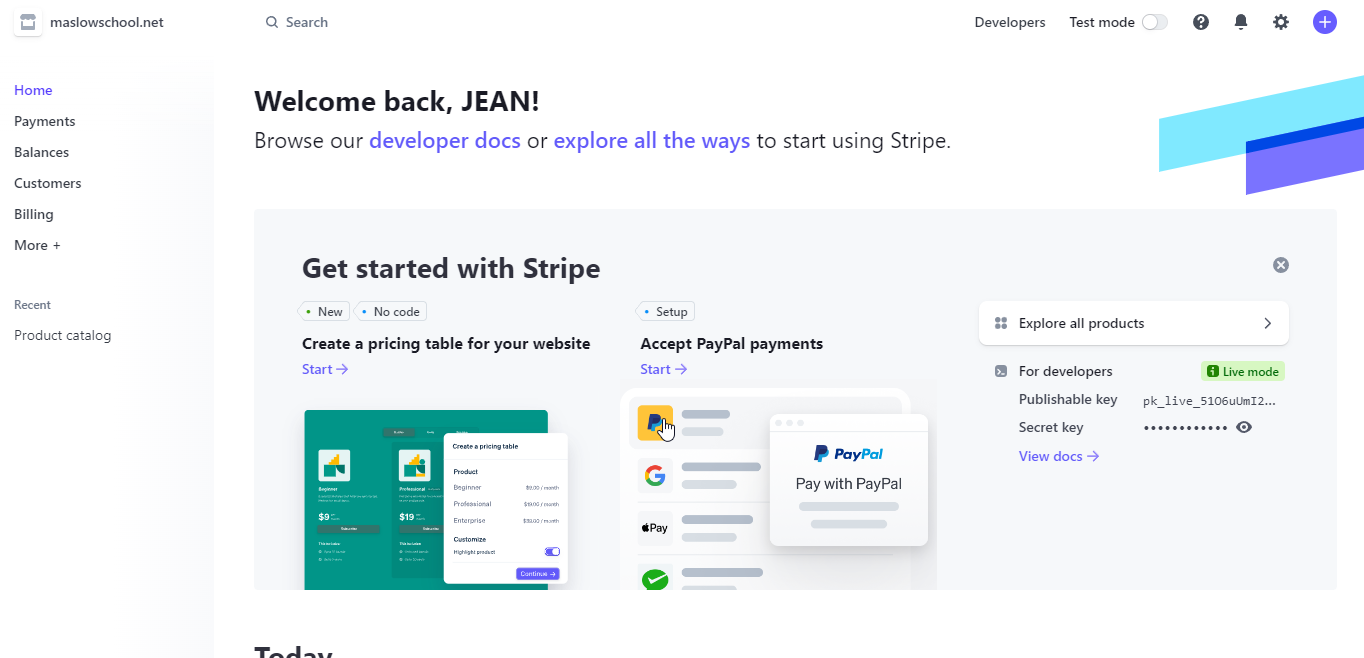 maslowschool.net
Search
Developers
Test mode
Home
Payments
Balances
Customers
Billing
More +
Recent
Product catalog
Welcome back, JEAN!
Browse our developer docs or explore all the ways to start using Stripe.
Get started with Stripe
New
No code
Create a pricing table for your website
Start →
Create a pricing table
Product
Beginner
$9.00 / month
Professional
$19.00 / month
Enterprise
$39.00 / month
Customize
Highlight product
Continue →
Beginner
$9
Subscribe
Professional
$19
Setup
Accept PayPal payments
Start →
G
Pay
PayPal
Pay with PayPal
Explore all products
For developers
Live mode
Publishable key
pk_live_51O6uUmI2...
Secret key
••••••••••••
View docs →
Today